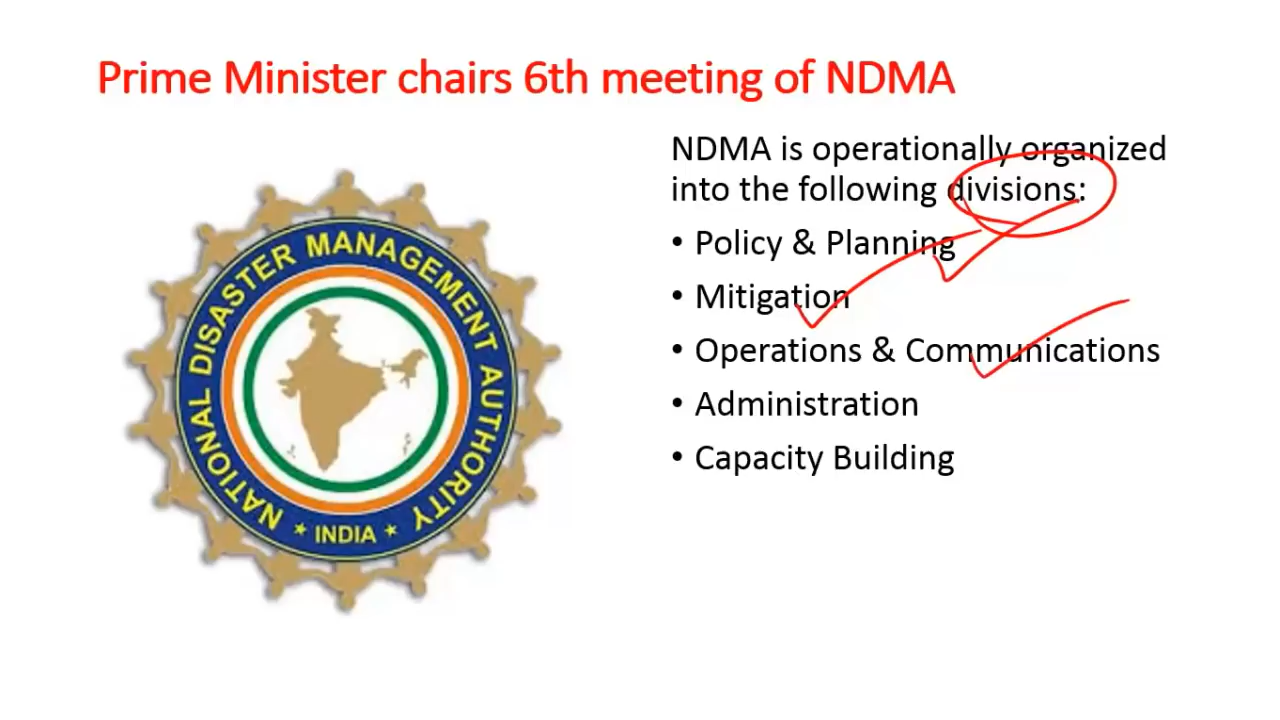 Prime Minister chairs 6th meeting of NDMA
NATIONAL DISASTER MANAGEMENT AUTHORITY
★ INDIA ★
NDMA is operationally organized
into the following divisions:
• Policy & Planning
• Mitigation
• Operations & Communications
• Administration
• Capacity Building